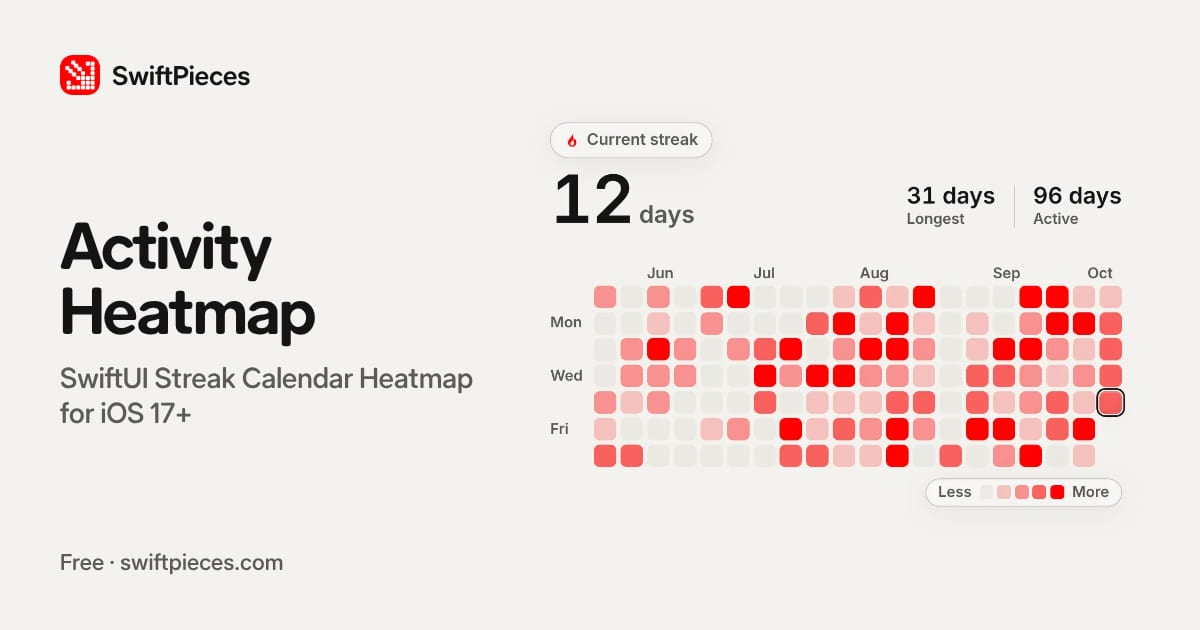 SwiftPieces
Activity
Heatmap
SwiftUI Streak Calendar Heatmap
for iOS 17+
Free · swiftpieces.com
Current streak
12 days
31 days
Longest
96 days
Active
Jun Jul Aug Sep Oct
Mon
Wed
Fri
Less More